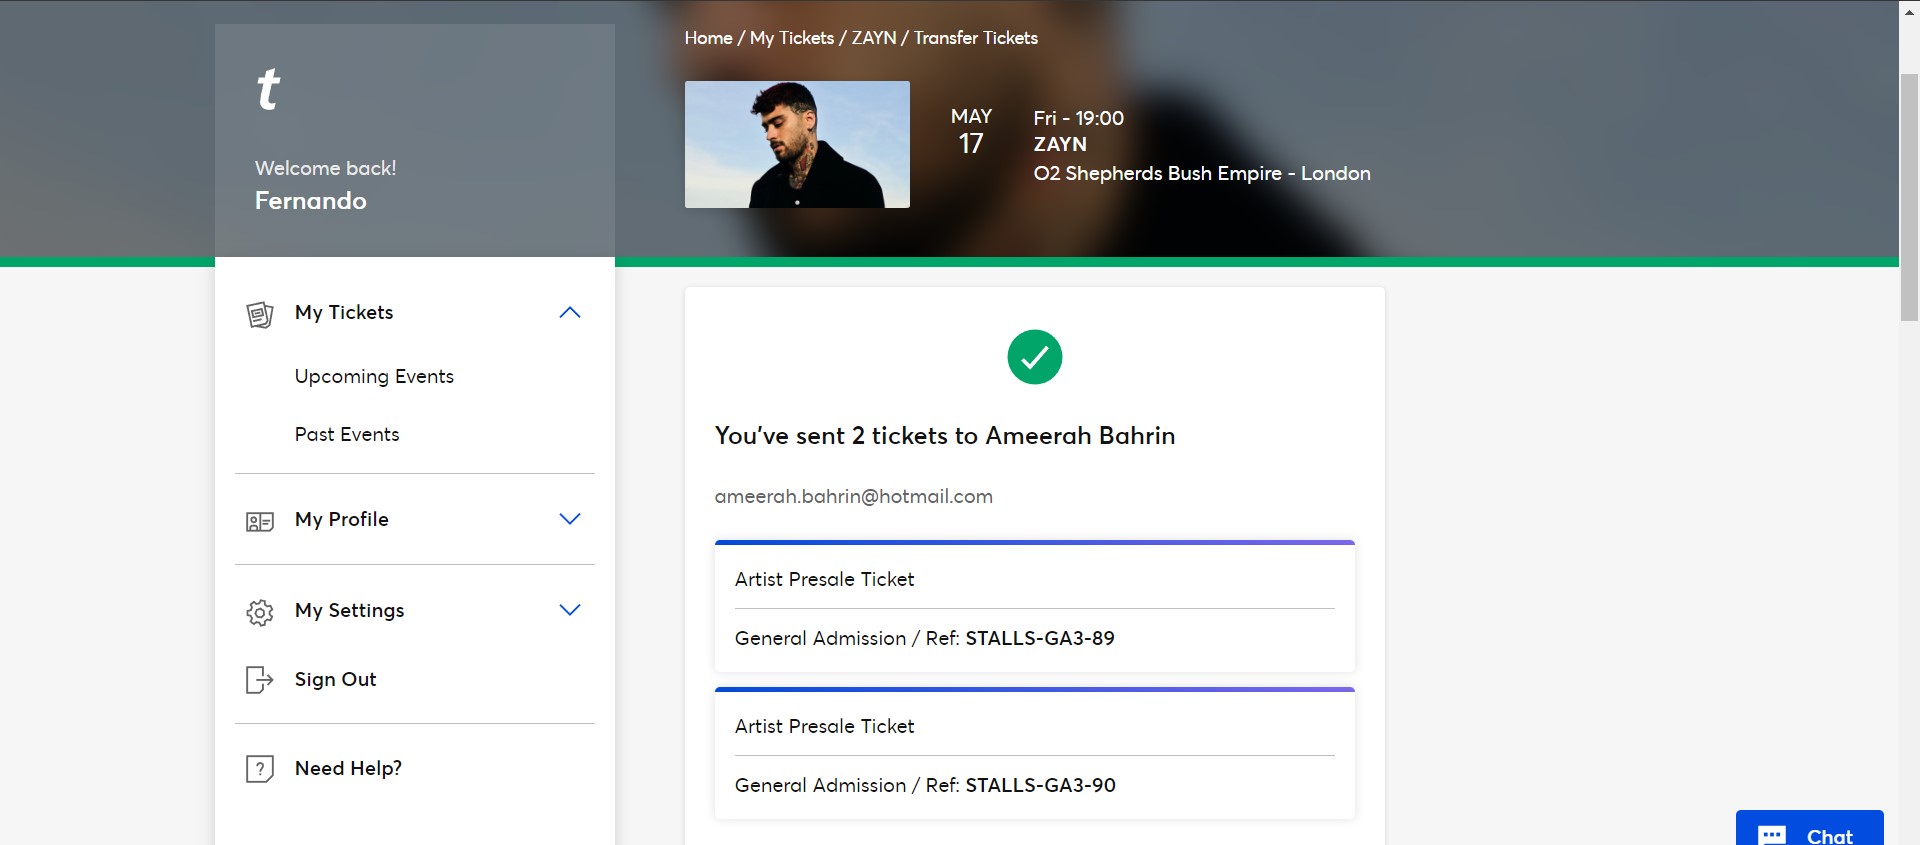 t
Welcome back!
Fernando
My Tickets
Upcoming Events
Past Events
My Profile
My Settings
Sign Out
Need Help?
Home / My Tickets / ZAYN / Transfer Tickets
MAY
17
Fri - 19:00
ZAYN
O2 Shepherds Bush Empire - London
You've sent 2 tickets to Ameerah Bahrin
ameerah.bahrin@hotmail.com
Artist Presale Ticket
General Admission / Ref: STALLS-GA3-89
Artist Presale Ticket
General Admission / Ref: STALLS-GA3-90
Chat